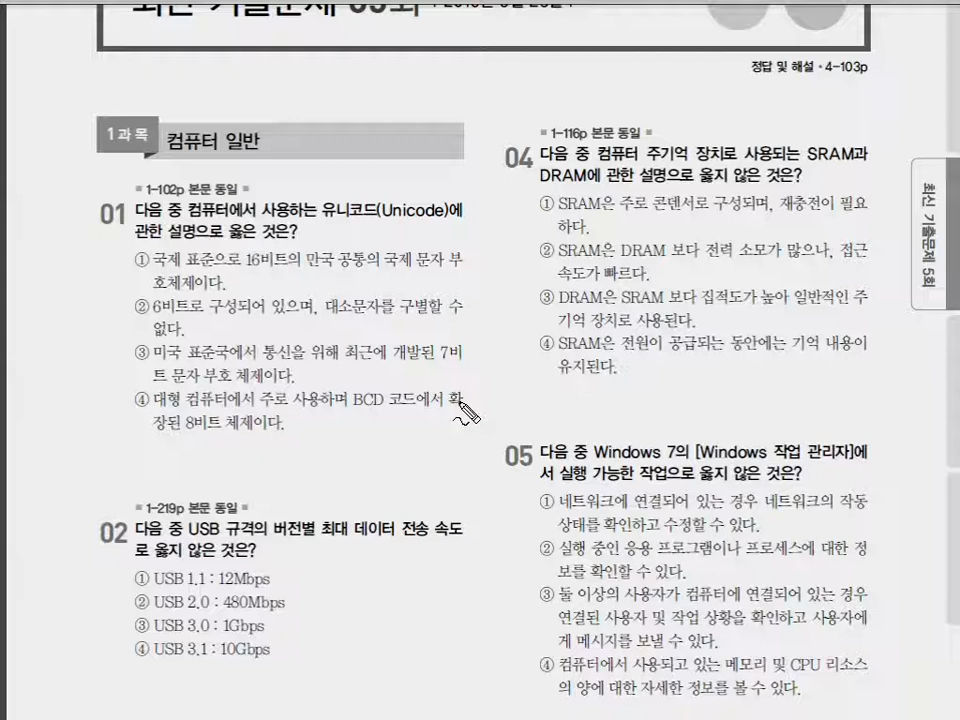 최신 기출문제 05회
정답 및 해설 • 4-103p
1과목 컴퓨터 일반
■ 1-102p 본문 동일 ■
01 다음 중 컴퓨터에서 사용하는 유니코드(Unicode)에
관한 설명으로 옳은 것은?
① 국제 표준으로 16비트의 만국 공통의 국제 문자 부
호체제이다.
② 6비트로 구성되어 있으며, 대소문자를 구별할 수
없다.
③ 미국 표준국에서 통신을 위해 최근에 개발된 7비
트 문자 부호 체제이다.
④ 대형 컴퓨터에서 주로 사용하며 BCD 코드에서 확
장된 8비트 체제이다.
■ 1-219p 본문 동일 ■
02 다음 중 USB 규격의 버전별 최대 데이터 전송 속도
로 옳지 않은 것은?
① USB 1.1 : 12Mbps
② USB 2.0 : 480Mbps
③ USB 3.0 : 1Gbps
④ USB 3.1 : 10Gbps
■ 1-116p 본문 동일 ■
04 다음 중 컴퓨터 주기억 장치로 사용되는 SRAM과
DRAM에 관한 설명으로 옳지 않은 것은?
① SRAM은 주로 콘덴서로 구성되며, 재충전이 필요
하다.
② SRAM은 DRAM 보다 전력 소모가 많으나, 접근
속도가 빠르다.
③ DRAM은 SRAM 보다 집적도가 높아 일반적인 주
기억 장치로 사용된다.
④ SRAM은 전원이 공급되는 동안에는 기억 내용이
유지된다.
05 다음 중 Windows 7의 [Windows 작업 관리자]에
서 실행 가능한 작업으로 옳지 않은 것은?
① 네트워크에 연결되어 있는 경우 네트워크의 작동
상태를 확인하고 수정할 수 있다.
② 실행 중인 응용 프로그램이나 프로세스에 대한 정
보를 확인할 수 있다.
③ 둘 이상의 사용자가 컴퓨터에 연결되어 있는 경우
연결된 사용자 및 작업 상황을 확인하고 사용자에
게 메시지를 보낼 수 있다.
④ 컴퓨터에서 사용되고 있는 메모리 및 CPU 리소스
의 양에 대한 자세한 정보를 볼 수 있다.
최신 기출문제 5회